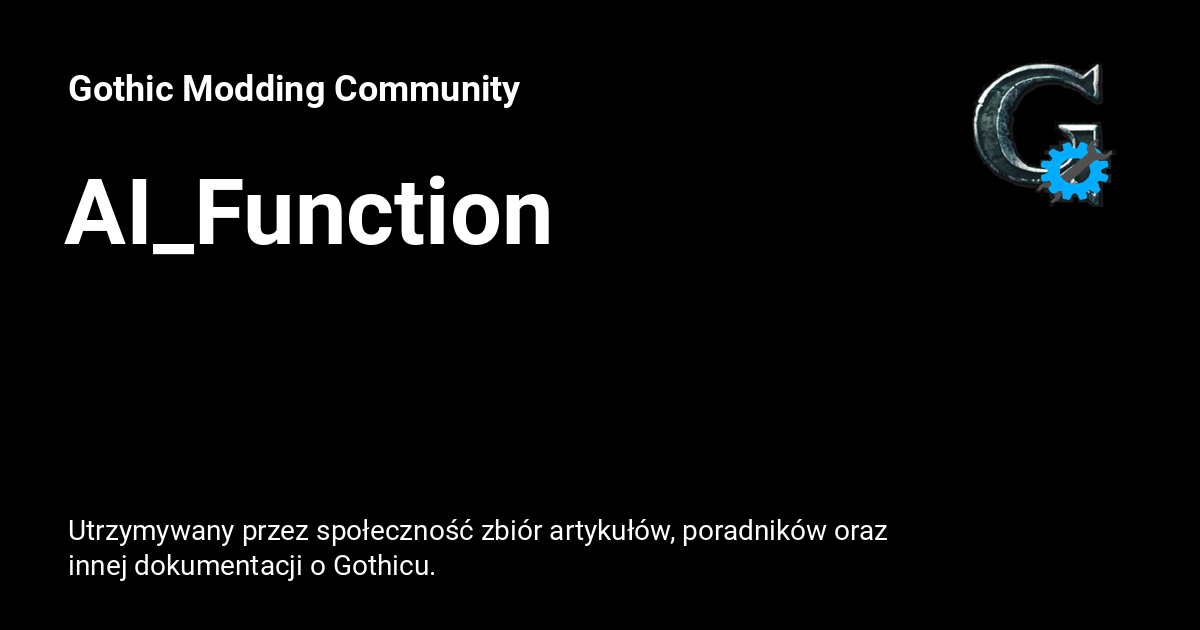 Gothic Modding Community
AI_Function
Utrzymywany przez społeczność zbiór artykułów, poradników oraz
innej dokumentacji o Gothicu.